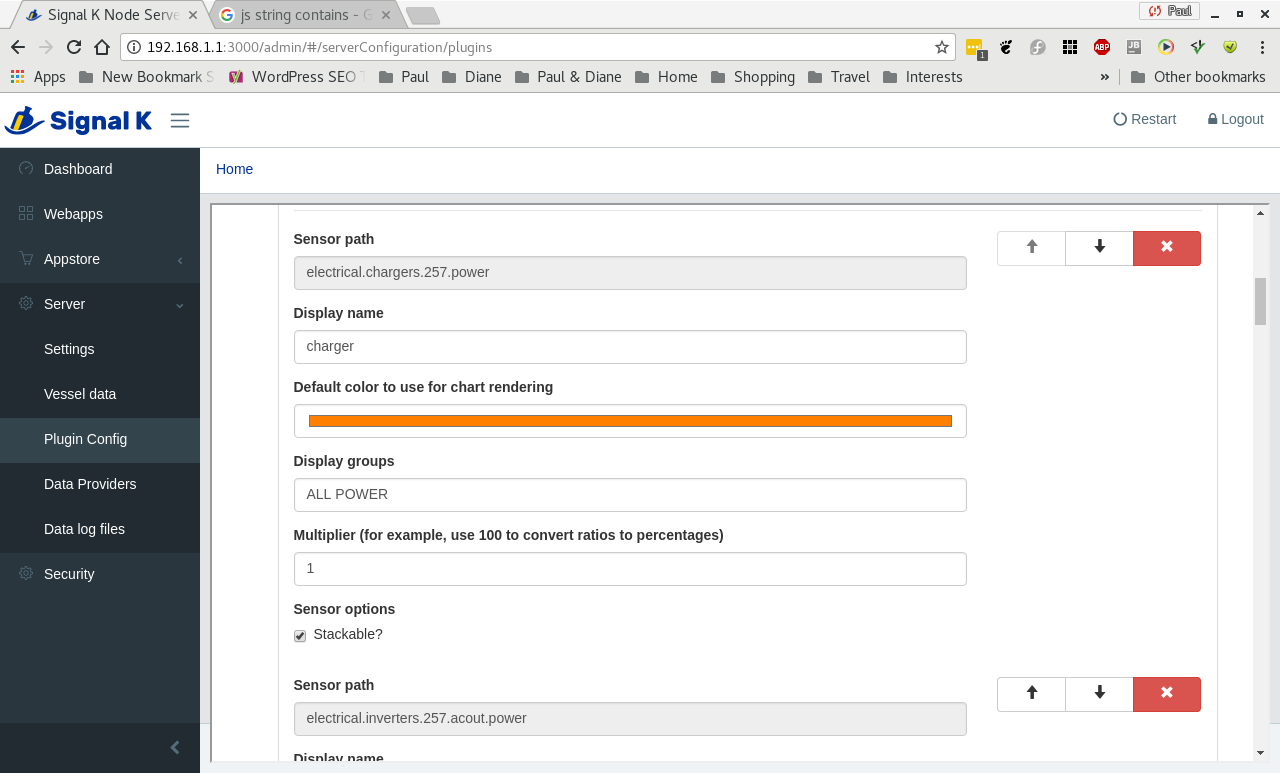 Signal K Node Serve
js string contains - G
Paul
192.168.1.1:3000/admin/#/serverConfiguration/plugins
1
ABP
JB
Apps
New Bookmark S
WordPress SEO T
Paul
Diane
Paul & Diane
Home
Shopping
Travel
Interests
»
Other bookmarks
Signal K
Restart
Logout
Dashboard
Webapps
Appstore
Server
Settings
Vessel data
Plugin Config
Data Providers
Data log files
Security
Home
Sensor path
electrical.chargers.257.power
Display name
charger
Default color to use for chart rendering
Display groups
ALL POWER
Multiplier (for example, use 100 to convert ratios to percentages)
1
Sensor options
Stackable?
Sensor path
electrical.inverters.257.acout.power
Display name